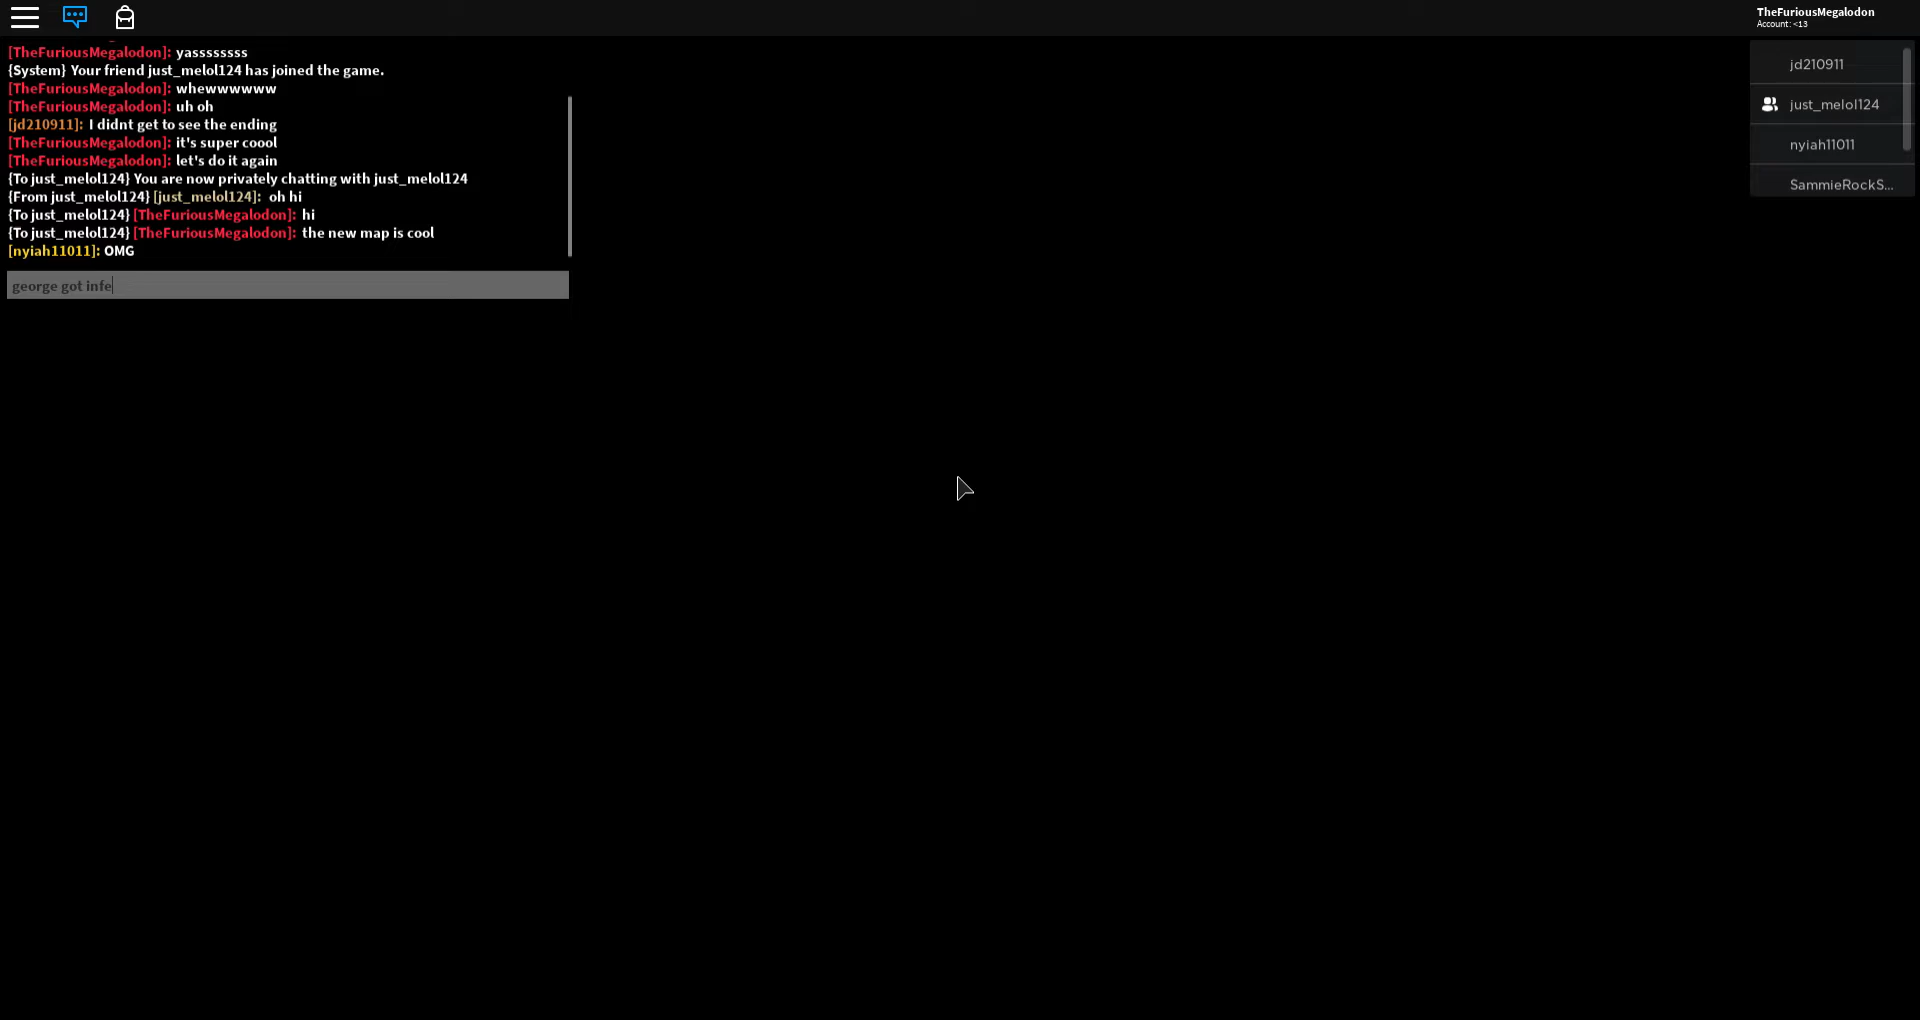 TheFuriousMegalodon
Account: <13
[TheFuriousMegalodon]: yassssssss
{System} Your friend just_melol124 has joined the game.
[TheFuriousMegalodon]: whewwwwww
[TheFuriousMegalodon]: uh oh
[jd210911]: I didnt get to see the ending
[TheFuriousMegalodon]: it's super coool
[TheFuriousMegalodon]: let's do it again
{To just_melol124} You are now privately chatting with just_melol124
{From just_melol124} [just_melol124]: oh hi
{To just_melol124} [TheFuriousMegalodon]: hi
{To just_melol124} [TheFuriousMegalodon]: the new map is cool
[nyiah11011]: OMG
george got infe
jd210911
just_melol124
nyiah11011
SammieRockS...